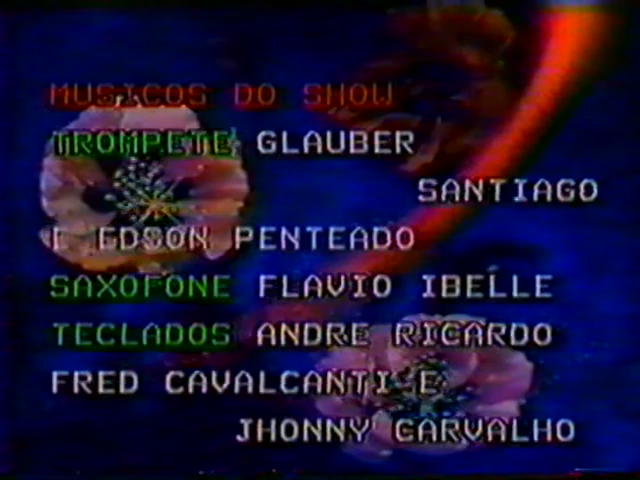 MUSICOS DO SHOW
TROMPETE GLAUBER
SANTIAGO
E EDSON PENTEADO
SAXOFONE FLAVIO IBELLE
TECLADOS ANDRE RICARDO
FRED CAVALCANTI E
JHONNY CARVALHO